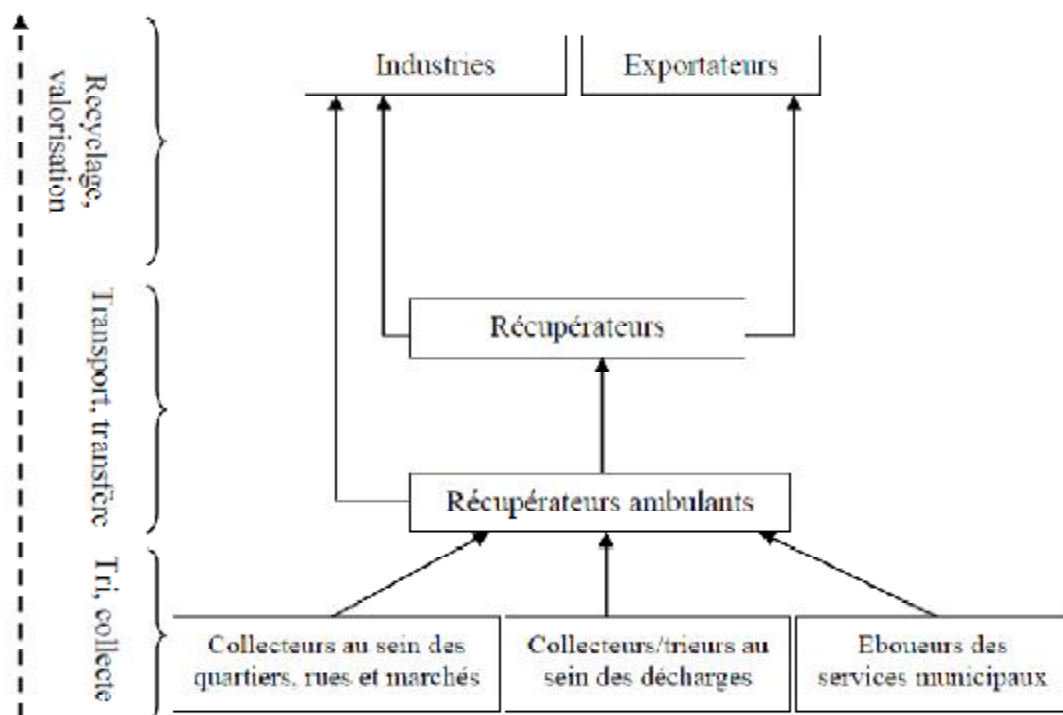 Recyclage,
valorisation
Industries
Exportateurs
Transport, transfère
Récupérateurs
Récupérateurs ambulants
Tri, collecte
Collecteurs au sein des
quartiers, rues et marchés
Collecteurs/trieurs au
sein des décharges
Eboueurs des
services municipaux